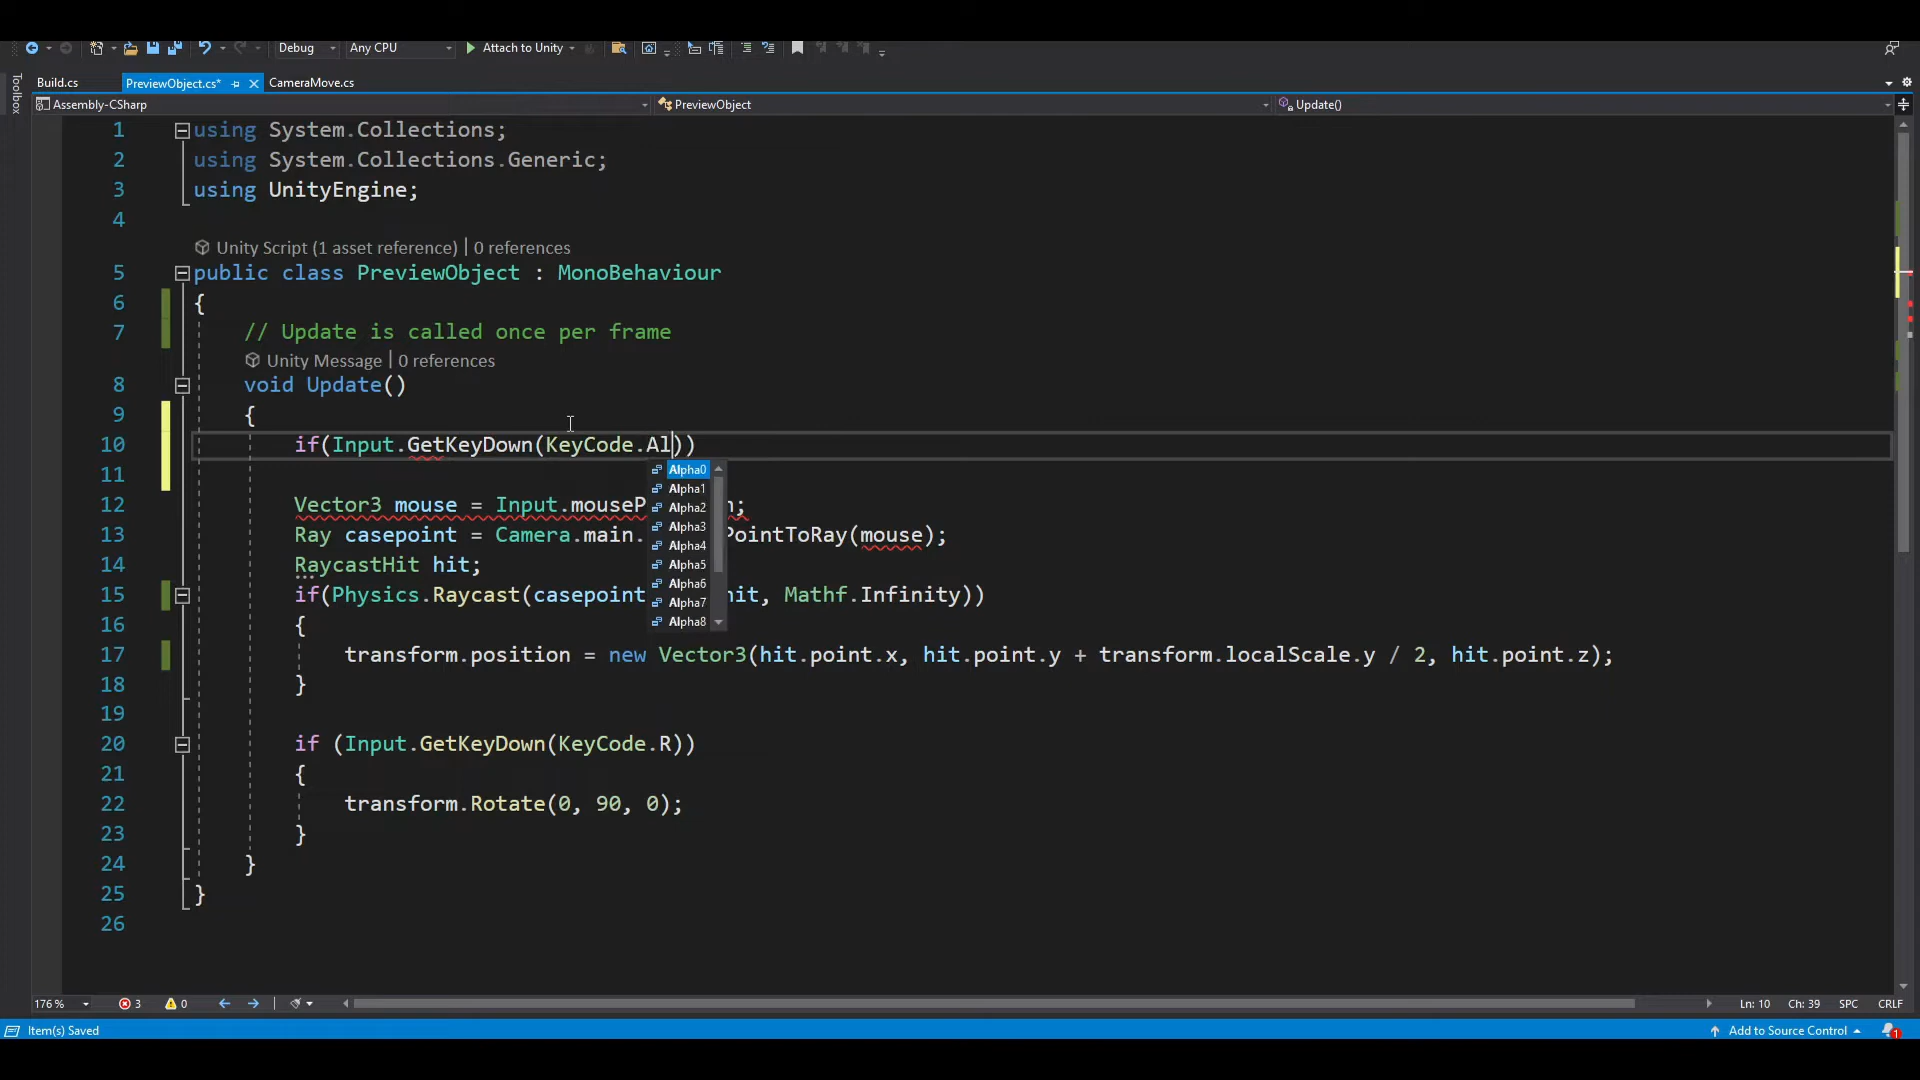 Debug Any CPU Attach to Unity
Toolbox
Build.cs PreviewObject.cs* CameraMove.cs
Assembly-CSharp PreviewObject Update()
1 using System.Collections;
2 using System.Collections.Generic;
3 using UnityEngine;
4
Unity Script (1 asset reference) | 0 references
5 public class PreviewObject : MonoBehaviour
6 {
7 // Update is called once per frame
Unity Message | 0 references
8 void Update()
9 {
10 if(Input.GetKeyDown(KeyCode.Al))
11
Alpha0
Alpha1
Alpha2
Alpha3
Alpha4
Alpha5
Alpha6
Alpha7
Alpha8
12 Vector3 mouse = Input.mouseP n;
13 Ray casepoint = Camera.main. PointToRay(mouse);
14 RaycastHit hit;
15 if(Physics.Raycast(casepoint hit, Mathf.Infinity))
16 {
17 transform.position = new Vector3(hit.point.x, hit.point.y + transform.localScale.y / 2, hit.point.z);
18 }
19
20 if (Input.GetKeyDown(KeyCode.R))
21 {
22 transform.Rotate(0, 90, 0);
23 }
24 }
25 }
26
176 % 3 0 Ln: 10 Ch: 39 SPC CRLF
Item(s) Saved Add to Source Control 1